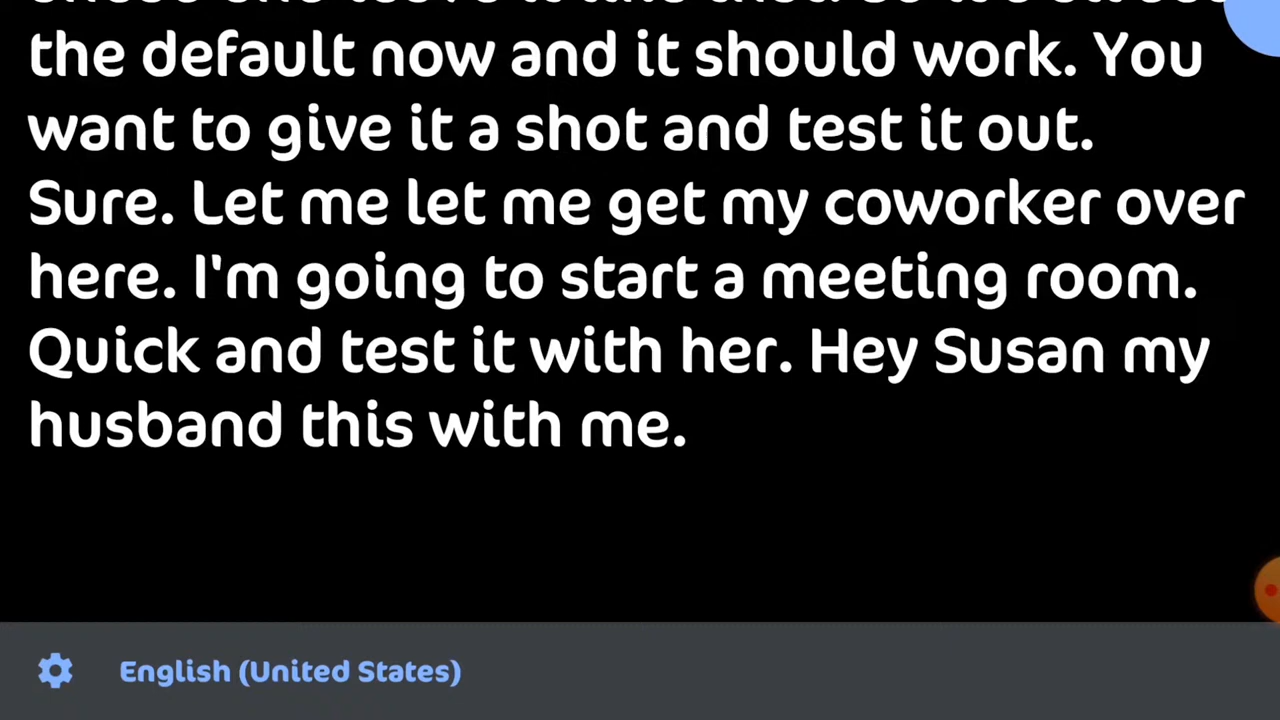 the default now and it should work. You
want to give it a shot and test it out.
Sure. Let me let me get my coworker over
here. I'm going to start a meeting room.
Quick and test it with her. Hey Susan my
husband this with me.
English (United States)